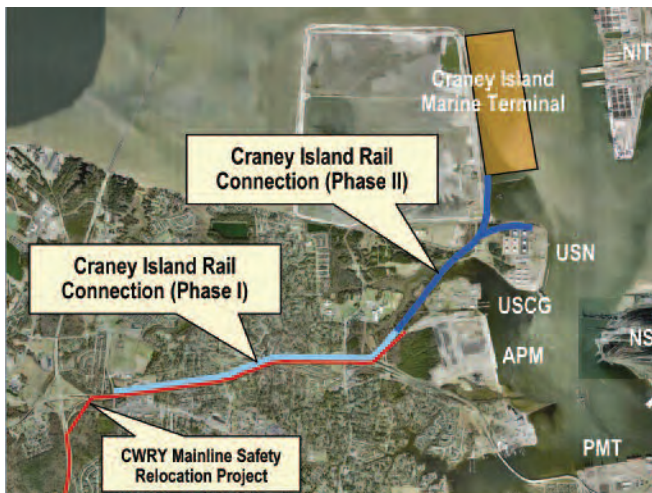 NIT
Craney Island
Marine Terminal
Craney Island Rail
Connection (Phase II)
USN
Craney Island Rail
Connection (Phase I)
USCG
APM
NS
PMT
CWRY Mainline Safety
Relocation Project